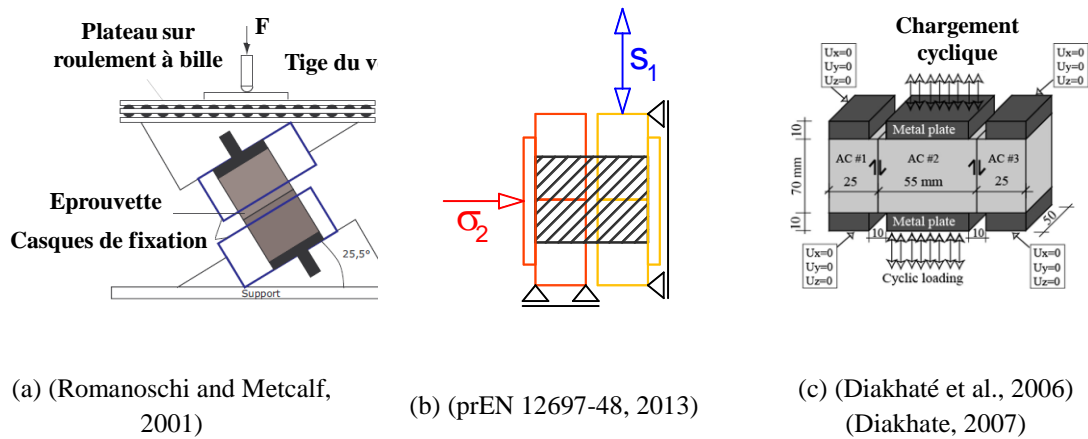 Plateau sur
roulement à bille
F
Tige du v
Eprouvette
Casques de fixation
25,5°
Support
S1
σ2
Chargement
cyclique
Ux=0
Uy=0
Uz=0
Ux=0
Uy=0
Uz=0
Metal plate
10
70 mm
10
AC #1
25
AC #2
55 mm
AC #3
25
50
Metal plate
10
10
Ux=0
Uy=0
Uz=0
Ux=0
Uy=0
Uz=0
Cyclic loading
(a) (Romanoschi and Metcalf,
2001)
(b) (prEN 12697-48, 2013)
(c) (Diakhaté et al., 2006)
(Diakhate, 2007)